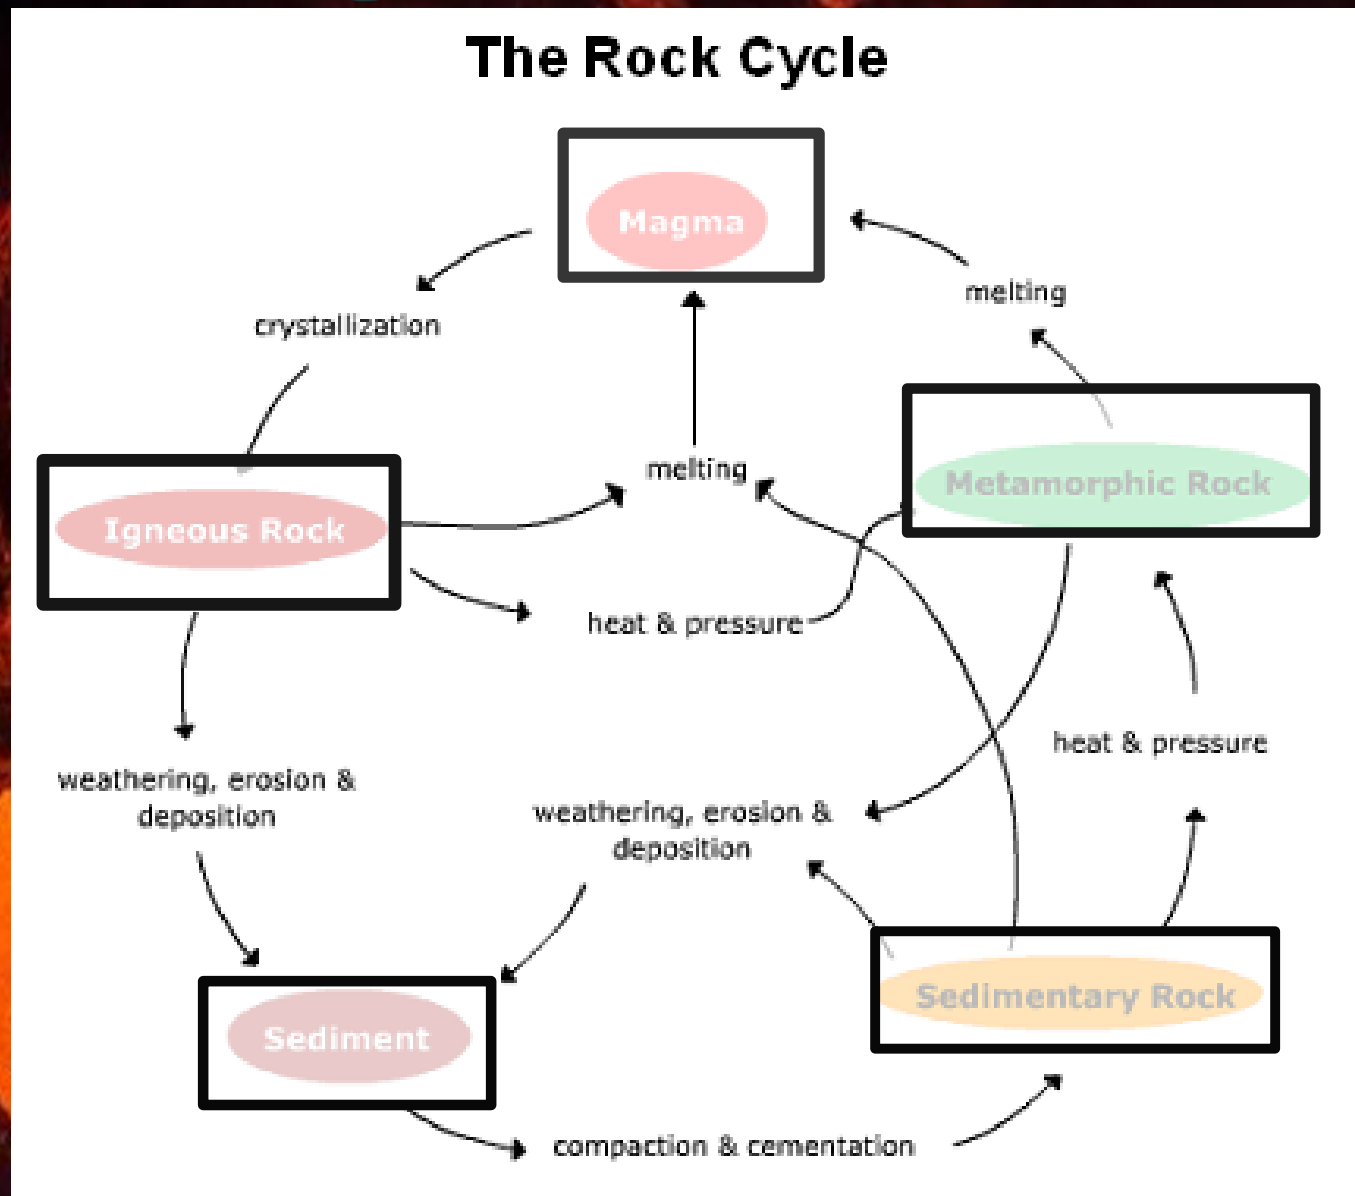 The Rock Cycle
Magma
melting
crystallization
melting
Metamorphic Rock
Igneous Rock
heat & pressure
heat & pressure
weathering, erosion &
deposition
weathering, erosion &
deposition
Sedimentary Rock
Sediment
compaction & cementation